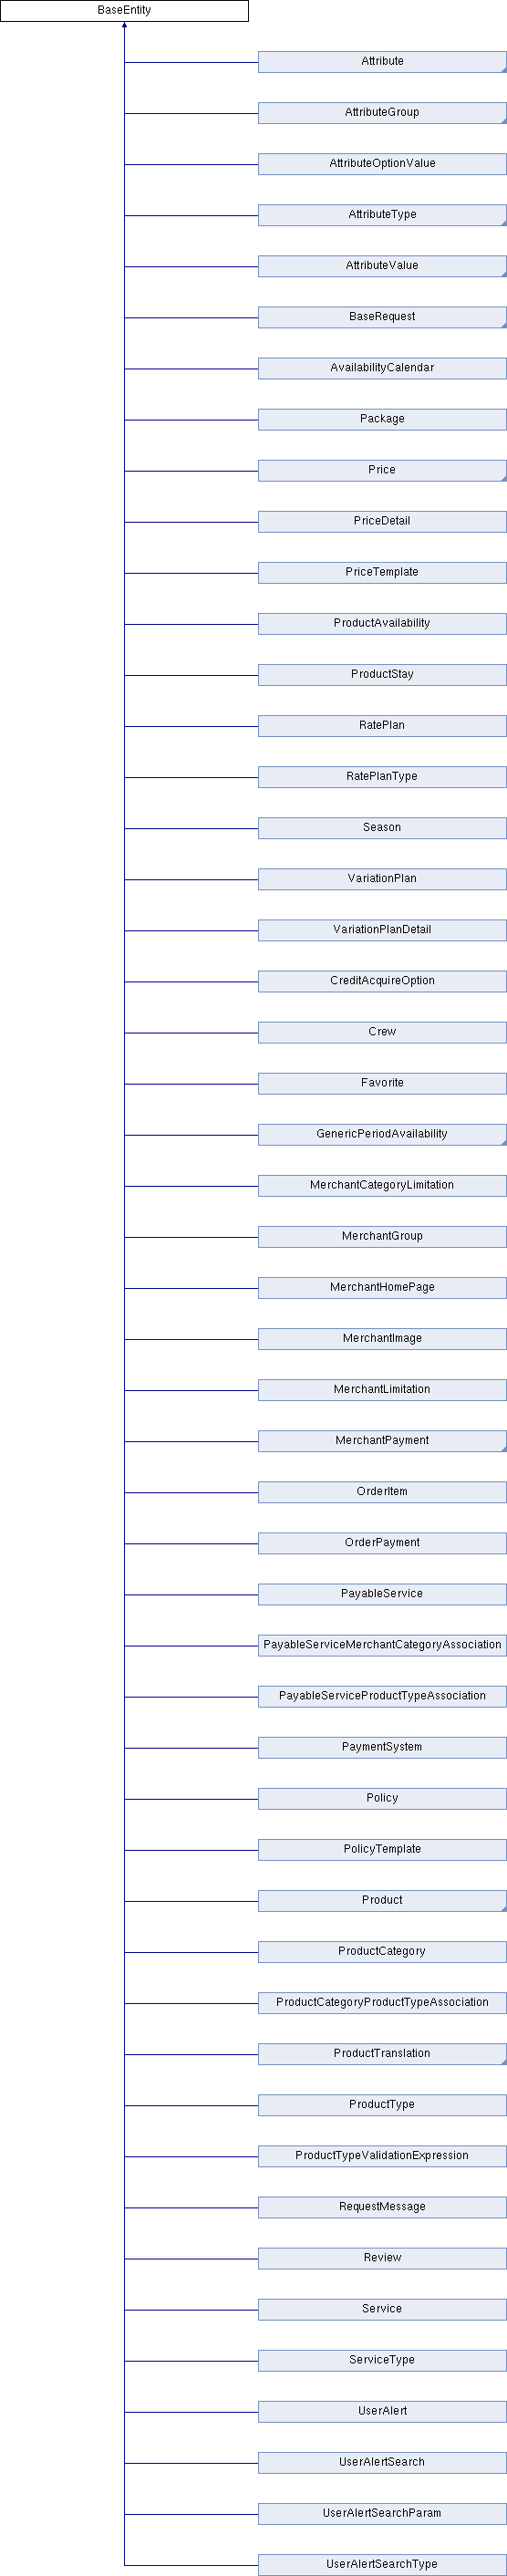 BaseEntity
Attribute
AttributeGroup
AttributeOptionValue
AttributeType
AttributeValue
BaseRequest
AvailabilityCalendar
Package
Price
PriceDetail
PriceTemplate
ProductAvailability
ProductStay
RatePlan
RatePlanType
Season
VariationPlan
VariationPlanDetail
CreditAcquireOption
Crew
Favorite
GenericPeriodAvailability
MerchantCategoryLimitation
MerchantGroup
MerchantHomePage
MerchantImage
MerchantLimitation
MerchantPayment
OrderItem
OrderPayment
PayableService
PayableServiceMerchantCategoryAssociation
PayableServiceProductTypeAssociation
PaymentSystem
Policy
PolicyTemplate
Product
ProductCategory
ProductCategoryProductTypeAssociation
ProductTranslation
ProductType
ProductTypeValidationExpression
RequestMessage
Review
Service
ServiceType
UserAlert
UserAlertSearch
UserAlertSearchParam
UserAlertSearchType